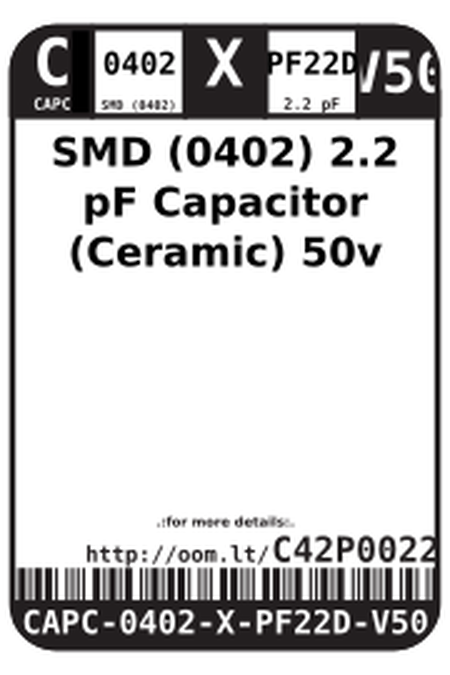 C 0402 X PF22D V50
CAPC SMD (0402) 2.2 pF
SMD (0402) 2.2
pF Capacitor
(Ceramic) 50v
.:for more details:.
http://oom.lt/C42P0022
CAPC-0402-X-PF22D-V50